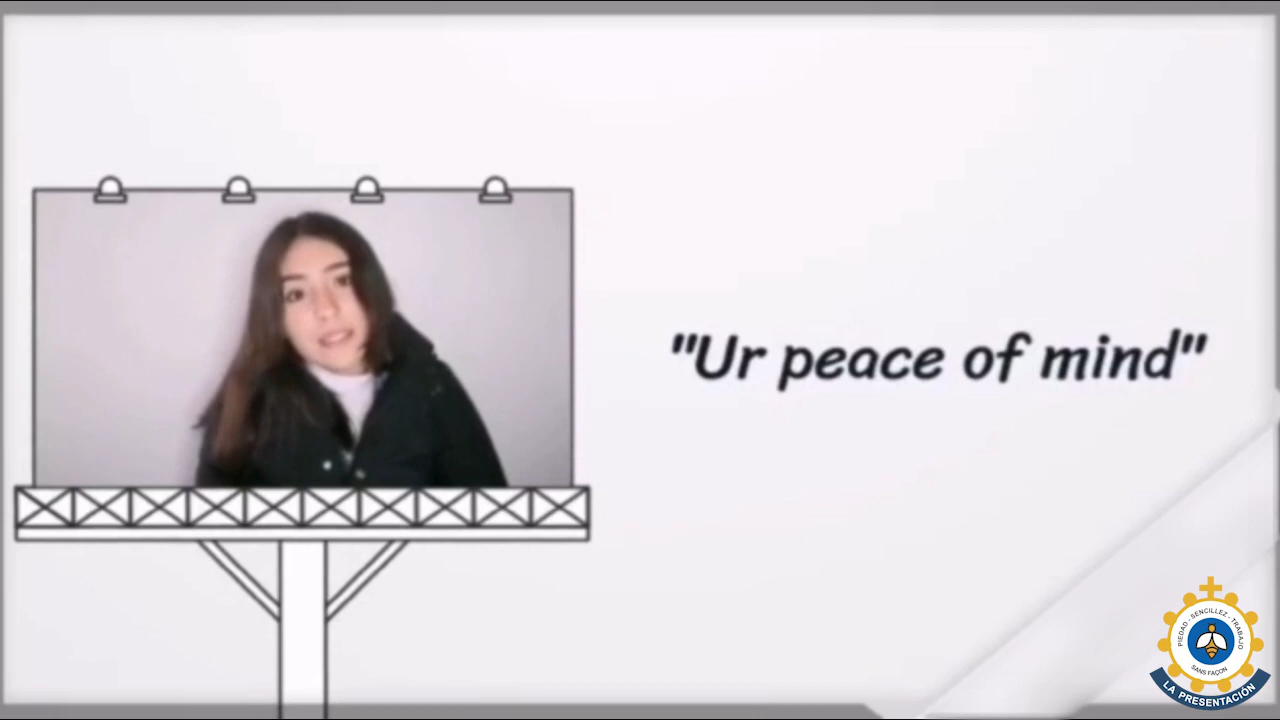 "Ur peace of mind"
PIEDAD - SENCILLEZ - TRABAJO
SANS FAÇON
LA PRESENTACIÓN